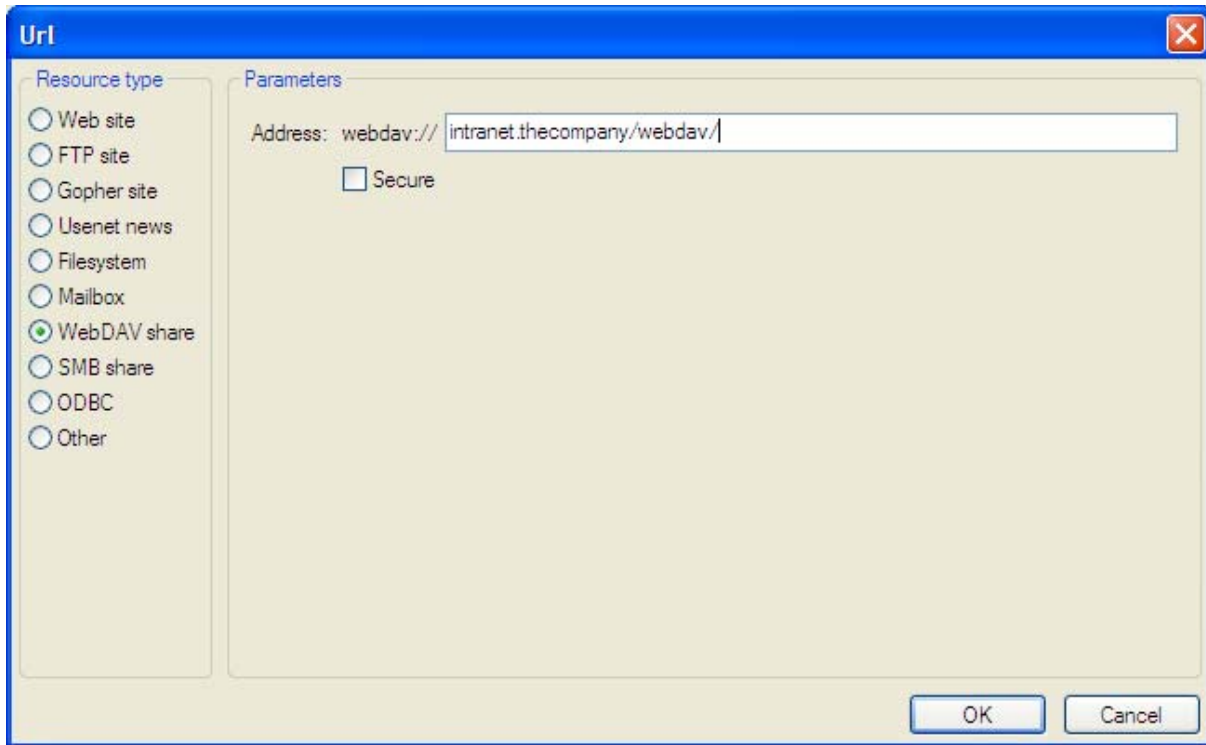 Url
Resource type
Web site
FTP site
Gopher site
Usenet news
Filesystem
Mailbox
WebDAV share
SMB share
ODBC
Other
Parameters
Address: webdav:// intranet.thecompany/webdav/
Secure
OK Cancel